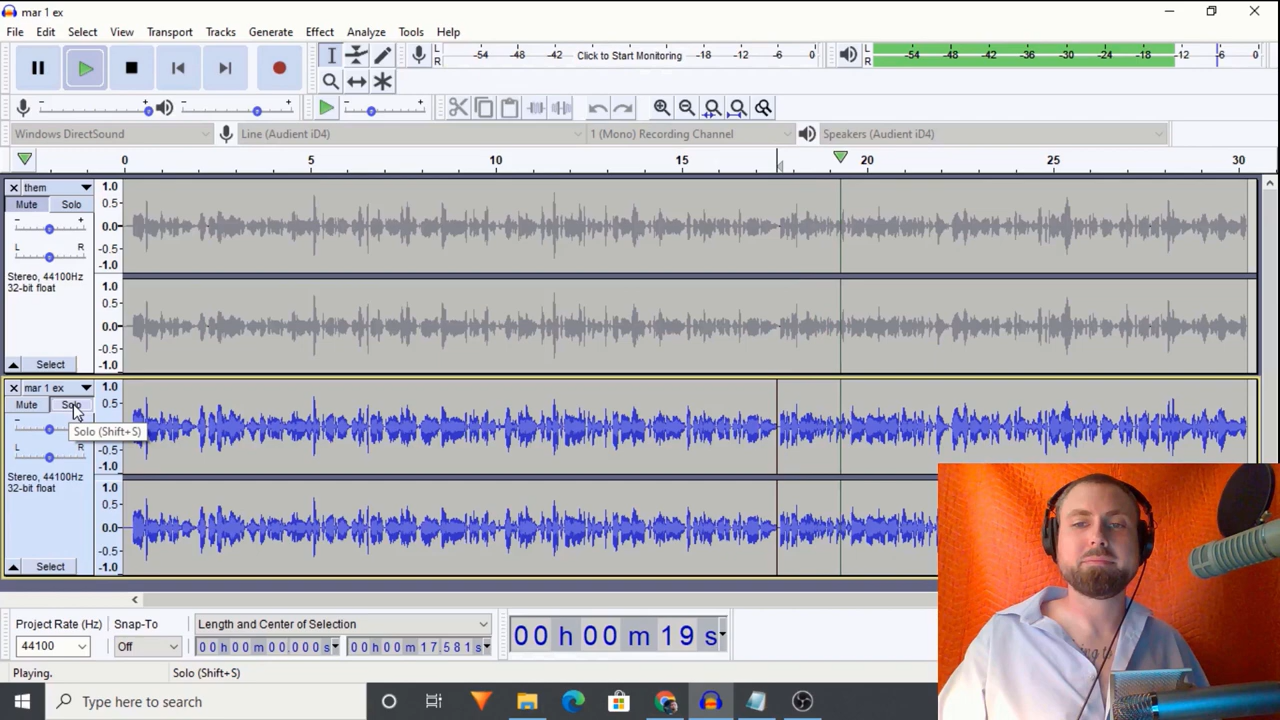 mar 1 ex
File Edit Select View Transport Tracks Generate Effect Analyze Tools Help
L R -54 -48 -42 Click to Start Monitoring -18 -12 -6 0
L R -54 -48 -42 -36 -30 -24 -18 -12 -6 0
Windows DirectSound Line (Audient iD4) 1 (Mono) Recording Channel Speakers (Audient iD4)
0 5 10 15 20 25 30
them
Mute Solo
- +
L R
Stereo, 44100Hz
32-bit float
Select
1.0
0.5
0.0
-0.5
-1.0
1.0
0.5
0.0
-0.5
-1.0
mar 1 ex
Mute Solo
Solo (Shift+S)
-
L R
Stereo, 44100Hz
32-bit float
Select
1.0
0.5
0.0
-0.5
-1.0
1.0
0.5
0.0
-0.5
-1.0
Project Rate (Hz) Snap-To Length and Center of Selection
44100 Off 00 h 00 m 00.000 s 00 h 00 m 17.581 s
00 h 00 m 19 s
Playing. Solo (Shift+S)
Type here to search